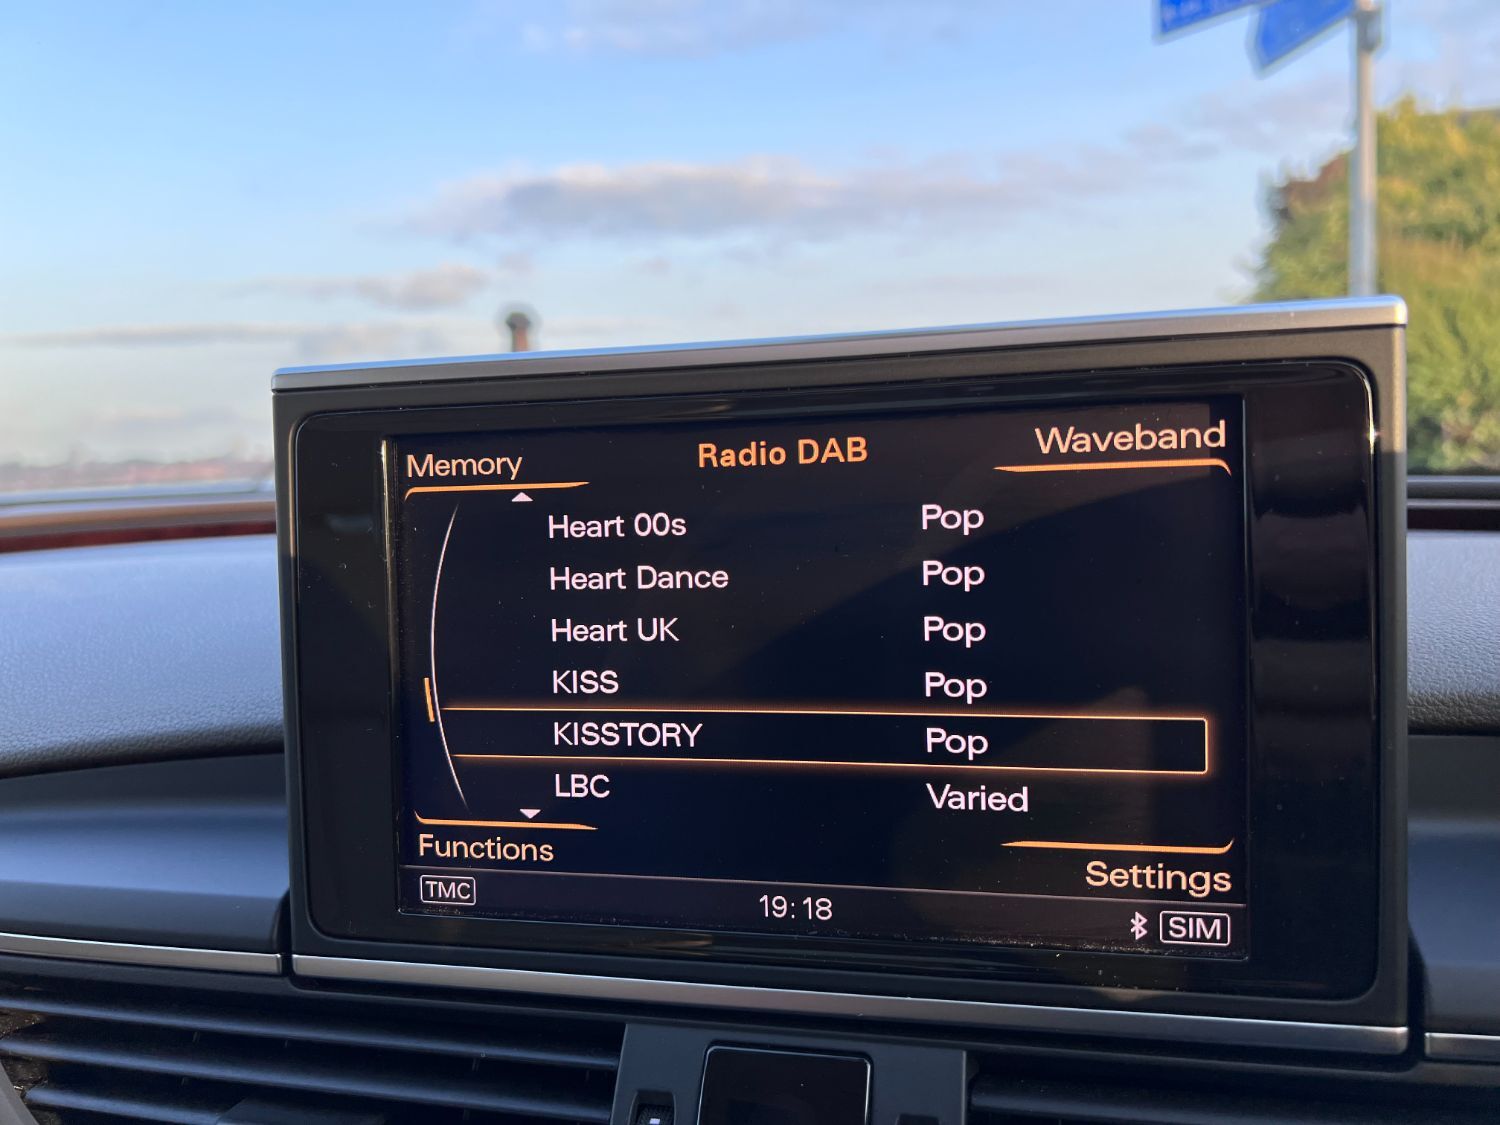 Memory Radio DAB Waveband
Heart 00s Pop
Heart Dance Pop
Heart UK Pop
KISS Pop
KISSTORY Pop
LBC Varied
Functions Settings
TMC 19:18 SIM